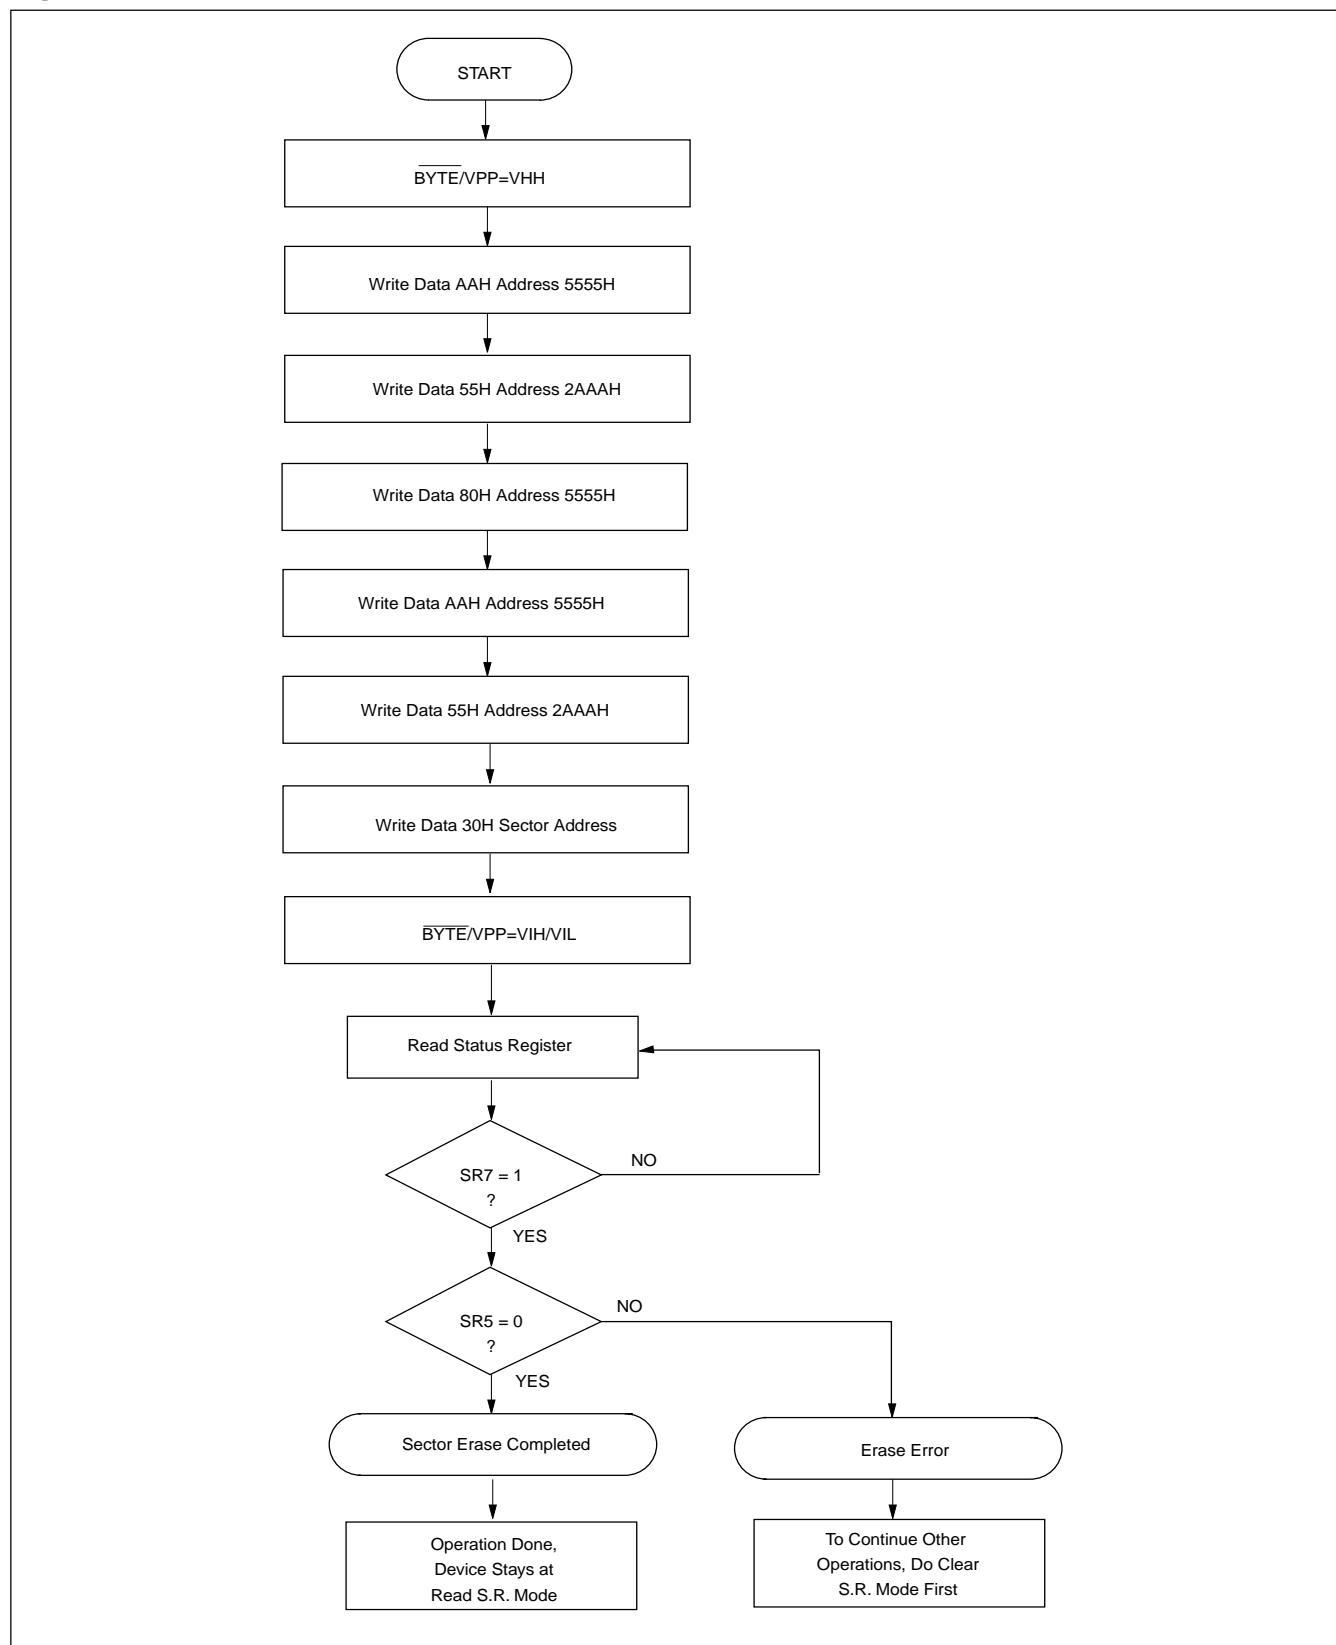 START
BYTE/VPP=VHH
Write Data AAH Address 5555H
Write Data 55H Address 2AAAH
Write Data 80H Address 5555H
Write Data AAH Address 5555H
Write Data 55H Address 2AAAH
Write Data 30H Sector Address
BYTE/VPP=VIH/VIL
Read Status Register
SR7 = 1
?
NO
YES
SR5 = 0
?
NO
YES
Sector Erase Completed
Erase Error
Operation Done,
Device Stays at
Read S.R. Mode
To Continue Other
Operations, Do Clear
S.R. Mode First